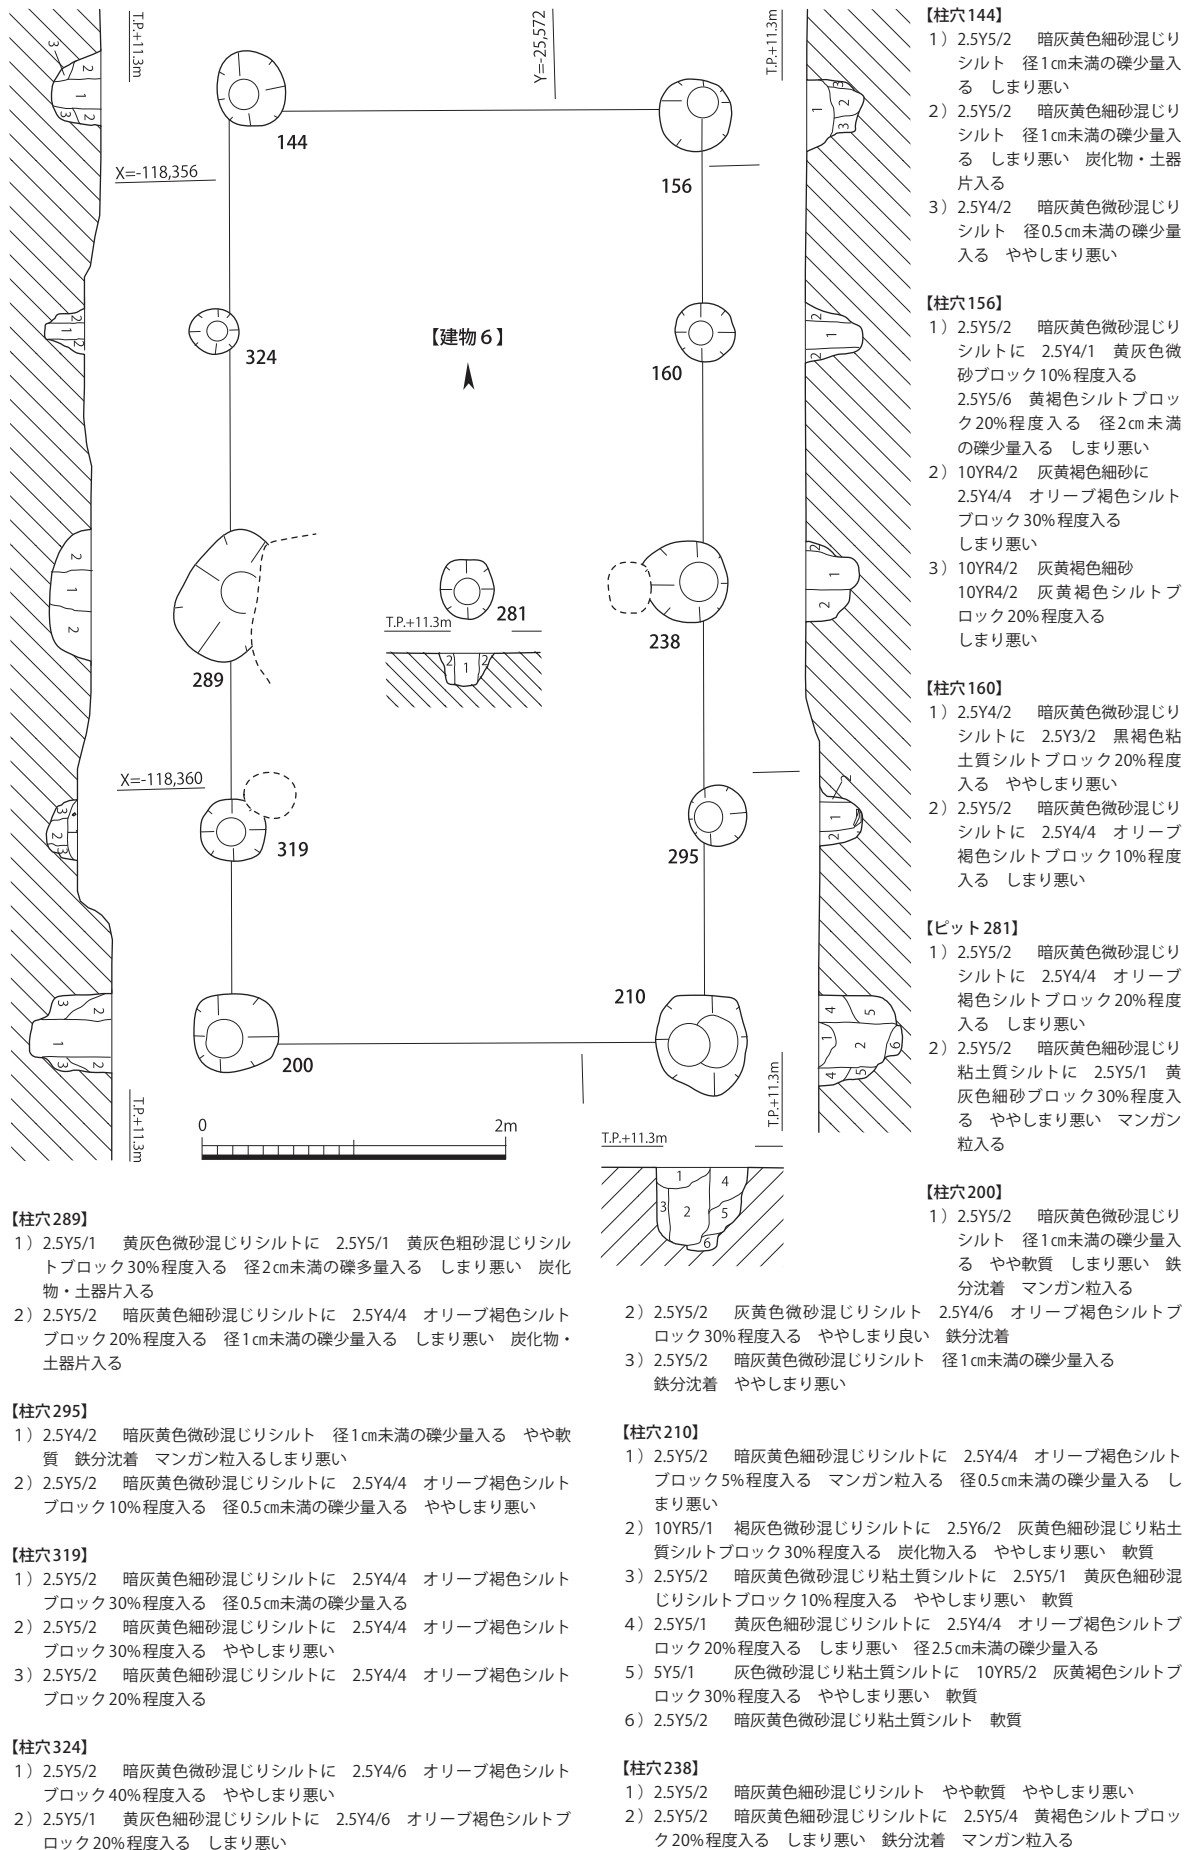 T.P.+11.3m
Y=-25,572
T.P.+11.3m
3
2
1
3
2
144
156
3
2
1
3
X=-118,356
2
1
2
324
【建物６】
160
2
1
2
2
1
2
289
281
T.P.+11.3m
2
1
2
238
2
1
2
X=-118,360
3
2
3
319
295
2
1
2
3
2
1
3
2
200
210
4
5
1
2
6
4
5
T.P.+11.3m
0
2m
T.P.+11.3m
T.P.+11.3m
1
4
3
2
5
6
【柱穴144】
1）2.5Y5/2　暗灰黄色細砂混じり
シルト　径1㎝未満の礫少量入
る　しまり悪い
2）2.5Y5/2　暗灰黄色細砂混じり
シルト　径1㎝未満の礫少量入
る　しまり悪い　炭化物・土器
片入る
3）2.5Y4/2　暗灰黄色微砂混じり
シルト　径0.5㎝未満の礫少量
入る　ややしまり悪い
【柱穴156】
1）2.5Y5/2　暗灰黄色微砂混じり
シルトに　2.5Y4/1　黄灰色微
砂ブロック10%程度入る
2.5Y5/6　黄褐色シルトブロッ
ク20%程度入る　径2㎝未満
の礫少量入る　しまり悪い
2）10YR4/2　灰黄褐色細砂に
2.5Y4/4　オリーブ褐色シルト
ブロック30%程度入る
しまり悪い
3）10YR4/2　灰黄褐色細砂
10YR4/2　灰黄褐色シルトブ
ロック20%程度入る
しまり悪い
【柱穴160】
1）2.5Y4/2　暗灰黄色微砂混じり
シルトに　2.5Y3/2　黒褐色粘
土質シルトブロック20%程度
入る　ややしまり悪い
2）2.5Y5/2　暗灰黄色微砂混じり
シルトに　2.5Y4/4　オリーブ
褐色シルトブロック10%程度
入る　しまり悪い
【ピット281】
1）2.5Y5/2　暗灰黄色微砂混じり
シルトに　2.5Y4/4　オリーブ
褐色シルトブロック20%程度
入る　しまり悪い
2）2.5Y5/2　暗灰黄色細砂混じり
粘土質シルトに　2.5Y5/1　黄
灰色細砂ブロック30%程度入
る　ややしまり悪い　マンガン
粒入る
【柱穴200】
1）2.5Y5/2　暗灰黄色微砂混じり
シルト　径1㎝未満の礫少量入
る　やや軟質　しまり悪い　鉄
分沈着　マンガン粒入る
2）2.5Y5/2　灰黄色微砂混じりシルト　2.5Y4/6　オリーブ褐色シルトブ
ロック30%程度入る　ややしまり良い　鉄分沈着
3）2.5Y5/2　暗灰黄色微砂混じりシルト　径1㎝未満の礫少量入る
鉄分沈着　ややしまり悪い
【柱穴210】
1）2.5Y5/2　暗灰黄色細砂混じりシルトに　2.5Y4/4　オリーブ褐色シルト
ブロック5%程度入る　マンガン粒入る　径0.5㎝未満の礫少量入る　し
まり悪い
2）10YR5/1　褐灰色微砂混じりシルトに　2.5Y6/2　灰黄色細砂混じり粘土
質シルトブロック30%程度入る　炭化物入る　ややしまり悪い　軟質
3）2.5Y5/2　暗灰黄色微砂混じり粘土質シルトに　2.5Y5/1　黄灰色細砂混
じりシルトブロック10%程度入る　ややしまり悪い　軟質
4）2.5Y5/1　黄灰色細砂混じりシルトに　2.5Y4/4　オリーブ褐色シルトブ
ロック20%程度入る　しまり悪い　径2.5㎝未満の礫少量入る
5）5Y5/1　灰色微砂混じり粘土質シルトに　10YR5/2　灰黄褐色シルトブ
ロック30%程度入る　ややしまり悪い　軟質
6）2.5Y5/2　暗灰黄色微砂混じり粘土質シルト　軟質
【柱穴238】
1）2.5Y5/2　暗灰黄色細砂混じりシルト　やや軟質　ややしまり悪い
2）2.5Y5/2　暗灰黄色細砂混じりシルトに　2.5Y5/4　黄褐色シルトブロッ
ク20%程度入る　しまり悪い　鉄分沈着　マンガン粒入る
【柱穴289】
1）2.5Y5/1　黄灰色微砂混じりシルトに　2.5Y5/1　黄灰色粗砂混じりシル
トブロック30%程度入る　径2㎝未満の礫多量入る　しまり悪い　炭化
物・土器片入る
2）2.5Y5/2　暗灰黄色細砂混じりシルトに　2.5Y4/4　オリーブ褐色シルト
ブロック20%程度入る　径1㎝未満の礫少量入る　しまり悪い　炭化物・
土器片入る
【柱穴295】
1）2.5Y4/2　暗灰黄色微砂混じりシルト　径1㎝未満の礫少量入る　やや軟
質　鉄分沈着　マンガン粒入るしまり悪い
2）2.5Y5/2　暗灰黄色微砂混じりシルトに　2.5Y4/4　オリーブ褐色シルト
ブロック10%程度入る　径0.5㎝未満の礫少量入る　ややしまり悪い
【柱穴319】
1）2.5Y5/2　暗灰黄色細砂混じりシルトに　2.5Y4/4　オリーブ褐色シルト
ブロック30%程度入る　径0.5㎝未満の礫少量入る
2）2.5Y5/2　暗灰黄色細砂混じりシルトに　2.5Y4/4　オリーブ褐色シルト
ブロック30%程度入る　ややしまり悪い
3）2.5Y5/2　暗灰黄色細砂混じりシルトに　2.5Y4/4　オリーブ褐色シルト
ブロック20%程度入る
【柱穴324】
1）2.5Y5/2　暗灰黄色微砂混じりシルトに　2.5Y4/6　オリーブ褐色シルト
ブロック40%程度入る　ややしまり悪い
2）2.5Y5/1　黄灰色細砂混じりシルトに　2.5Y4/6　オリーブ褐色シルトブ
ロック20%程度入る　しまり悪い